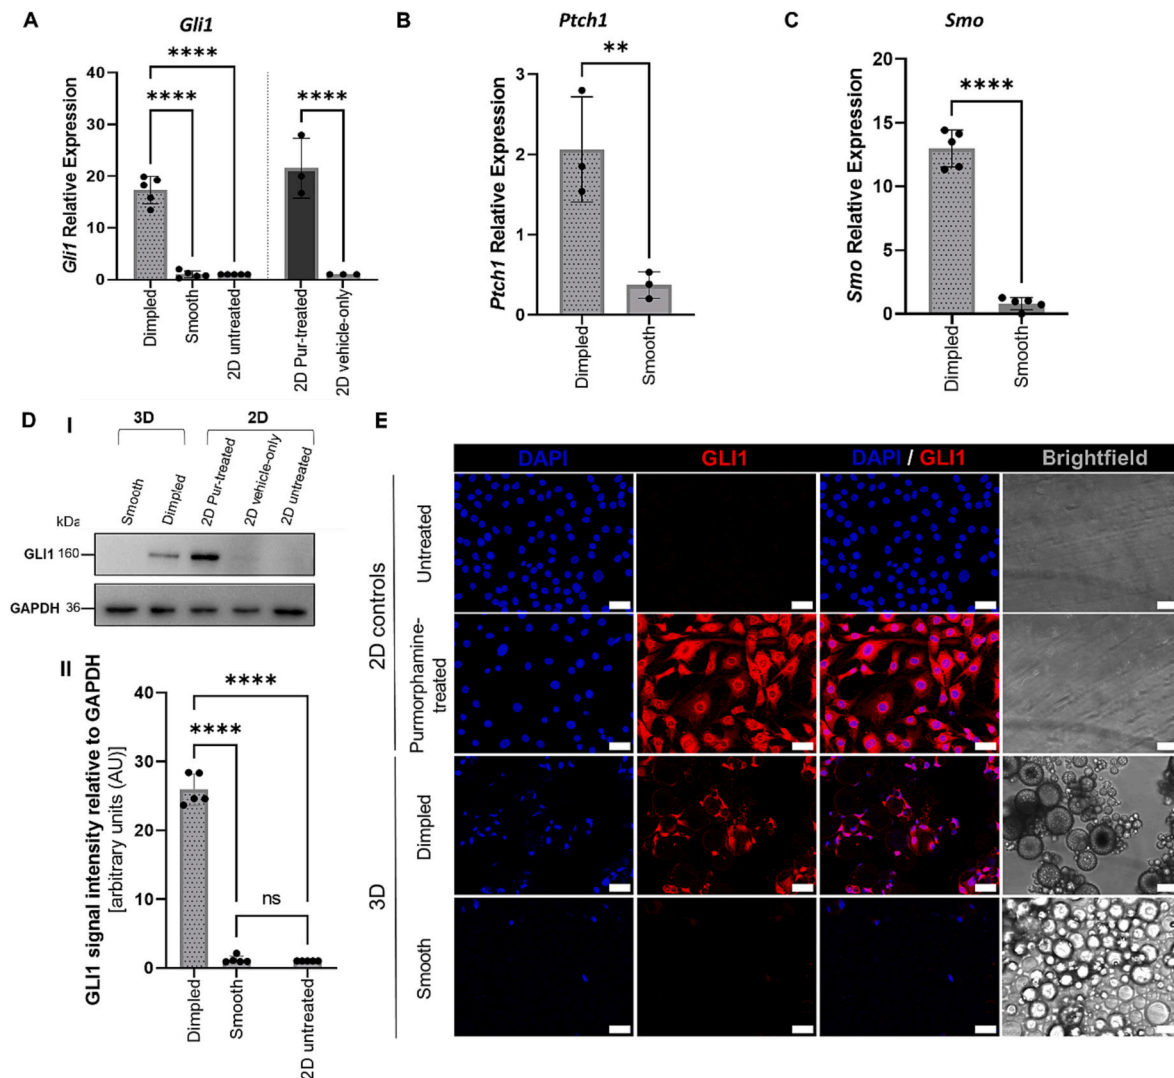 A
Gli1
****
****
****
Gli1 Relative Expression
40
30
20
10
0
Dimpled
Smooth
2D untreated
2D Pur-treated
2D vehicle-only
B
Ptch1
**
Ptch1 Relative Expression
3
2
1
0
Dimpled
Smooth
C
Smo
****
Smo Relative Expression
20
15
10
5
0
Dimpled
Smooth
D
I
3D
2D
Smooth
Dimpled
2D Pur-treated
2D vehicle-only
2D untreated
kDa
GLI1 160
GAPDH 36
II
GLI1 signal intensity relative to GAPDH
[arbitrary units (AU)]
****
****
ns
40
30
20
10
0
Dimpled
Smooth
2D untreated
E
DAPI
GLI1
DAPI / GLI1
Brightfield
2D controls
Untreated
Purmorphamine-
treated
3D
Dimpled
Smooth